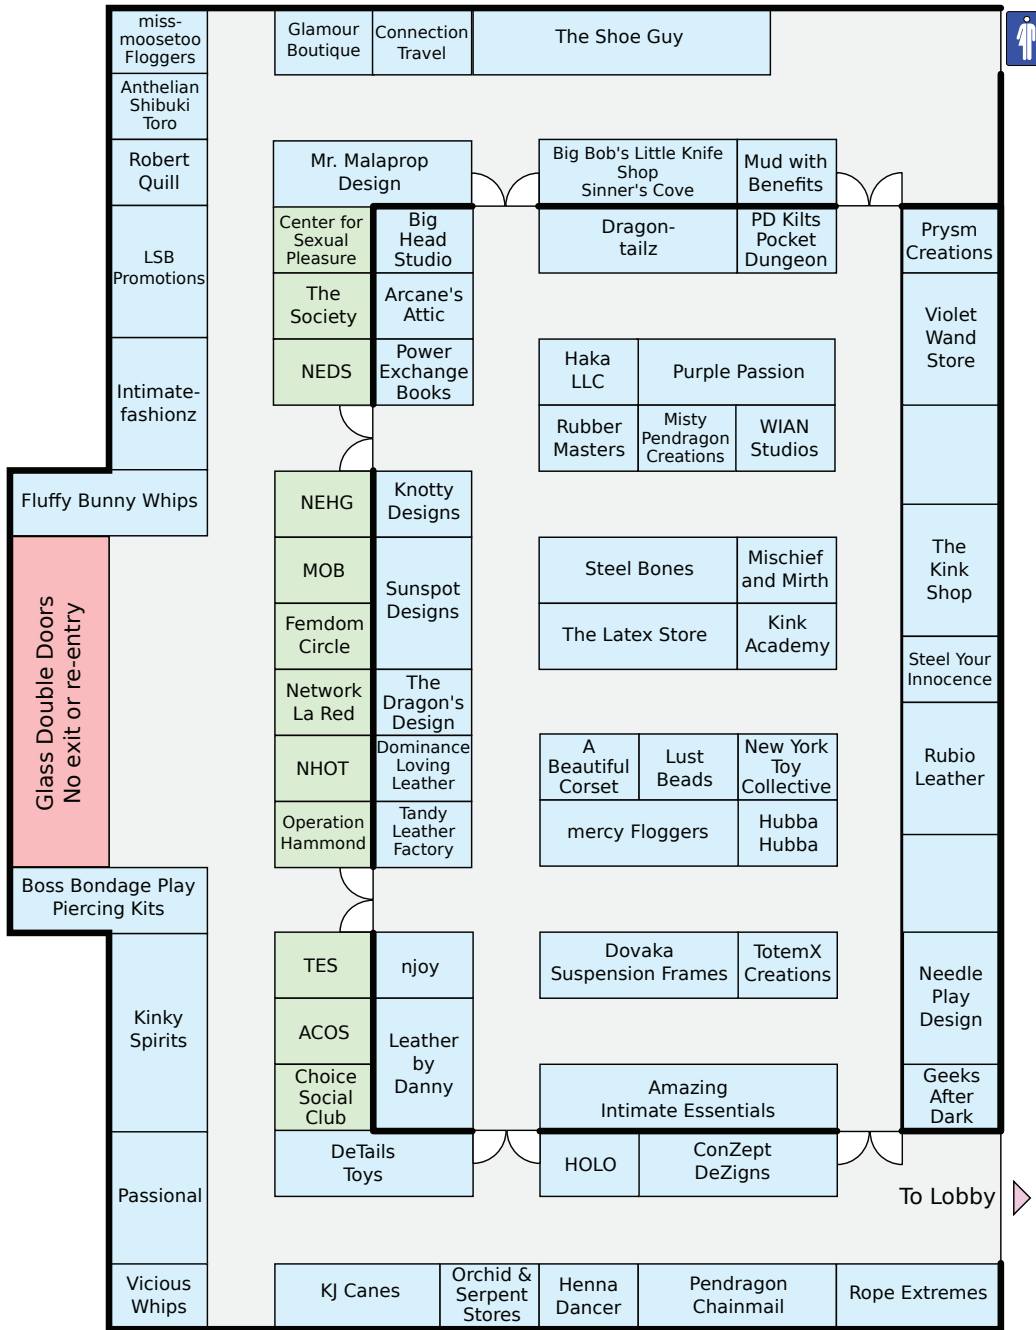 miss-
moosetoo
Floggers
Glamour
Boutique
Connection
Travel
The Shoe Guy
Anthelian
Shibuki
Toro
Robert
Quill
Mr. Malaprop
Design
Big Bob's Little Knife
Shop
Sinner's Cove
Mud with
Benefits
LSB
Promotions
Center for
Sexual
Pleasure
Big
Head
Studio
Dragon-
tailz
PD Kilts
Pocket
Dungeon
Prysm
Creations
The
Society
Arcane's
Attic
Violet
Wand
Store
Intimate-
fashionz
NEDS
Power
Exchange
Books
Haka
LLC
Purple Passion
Rubber
Masters
Misty
Pendragon
Creations
WIAN
Studios
Fluffy Bunny Whips
NEHG
Knotty
Designs
The
Kink
Shop
Glass Double Doors
No exit or re-entry
MOB
Sunspot
Designs
Steel Bones
Mischief
and Mirth
Femdom
Circle
The Latex Store
Kink
Academy
Steel Your
Innocence
Network
La Red
The
Dragon's
Design
Rubio
Leather
NHOT
Dominance
Loving
Leather
A
Beautiful
Corset
Lust
Beads
New York
Toy
Collective
Operation
Hammond
Tandy
Leather
Factory
mercy Floggers
Hubba
Hubba
Boss Bondage Play
Piercing Kits
Kinky
Spirits
TES
njoy
Dovaka
Suspension Frames
TotemX
Creations
Needle
Play
Design
ACOS
Leather
by
Danny
Choice
Social
Club
Amazing
Intimate Essentials
Geeks
After
Dark
Passional
DeTails
Toys
HOLO
ConZept
DeZigns
To Lobby
Vicious
Whips
KJ Canes
Orchid &
Serpent
Stores
Henna
Dancer
Pendragon
Chainmail
Rope Extremes